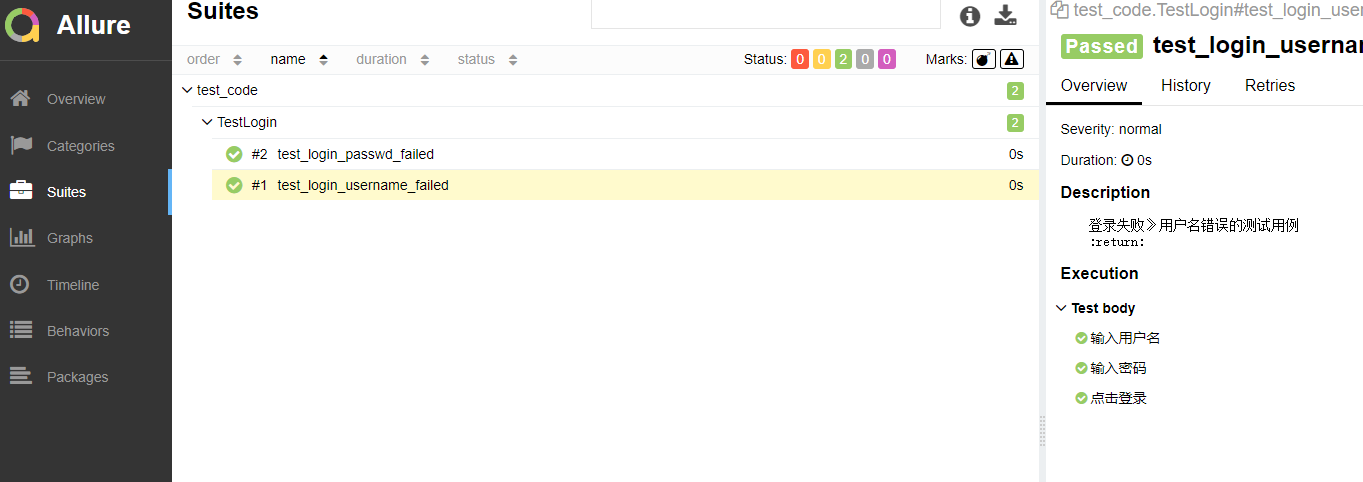 Allure
Overview
Categories
Suites
Graphs
Timeline
Behaviors
Packages
Suites
order name duration status Status: 0 0 2 0 0 Marks:
test_code 2
TestLogin 2
#2 test_login_passwd_failed 0s
#1 test_login_username_failed 0s
test_code.TestLogin#test_login_user
Passed test_login_userna
Overview History Retries
Severity: normal
Duration: 0s
Description
登录失败》用户名错误的测试用例
:return:
Execution
Test body
输入用户名
输入密码
点击登录